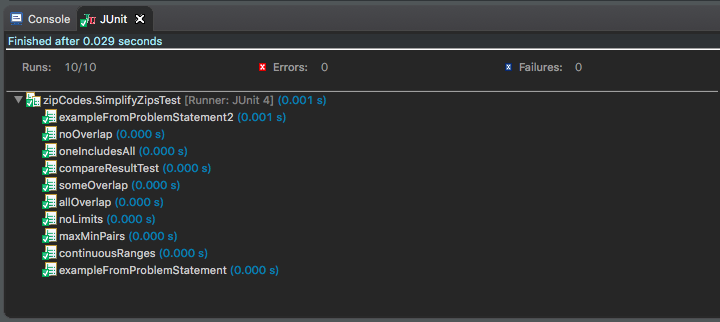 Console JUnit
Finished after 0.029 seconds
Runs: 10/10 Errors: 0 Failures: 0
zipCodes.SimplifyZipsTest [Runner: JUnit 4] (0.001 s)
exampleFromProblemStatement2 (0.001 s)
noOverlap (0.000 s)
oneIncludesAll (0.000 s)
compareResultTest (0.000 s)
someOverlap (0.000 s)
allOverlap (0.000 s)
noLimits (0.000 s)
maxMinPairs (0.000 s)
continuousRanges (0.000 s)
exampleFromProblemStatement (0.000 s)